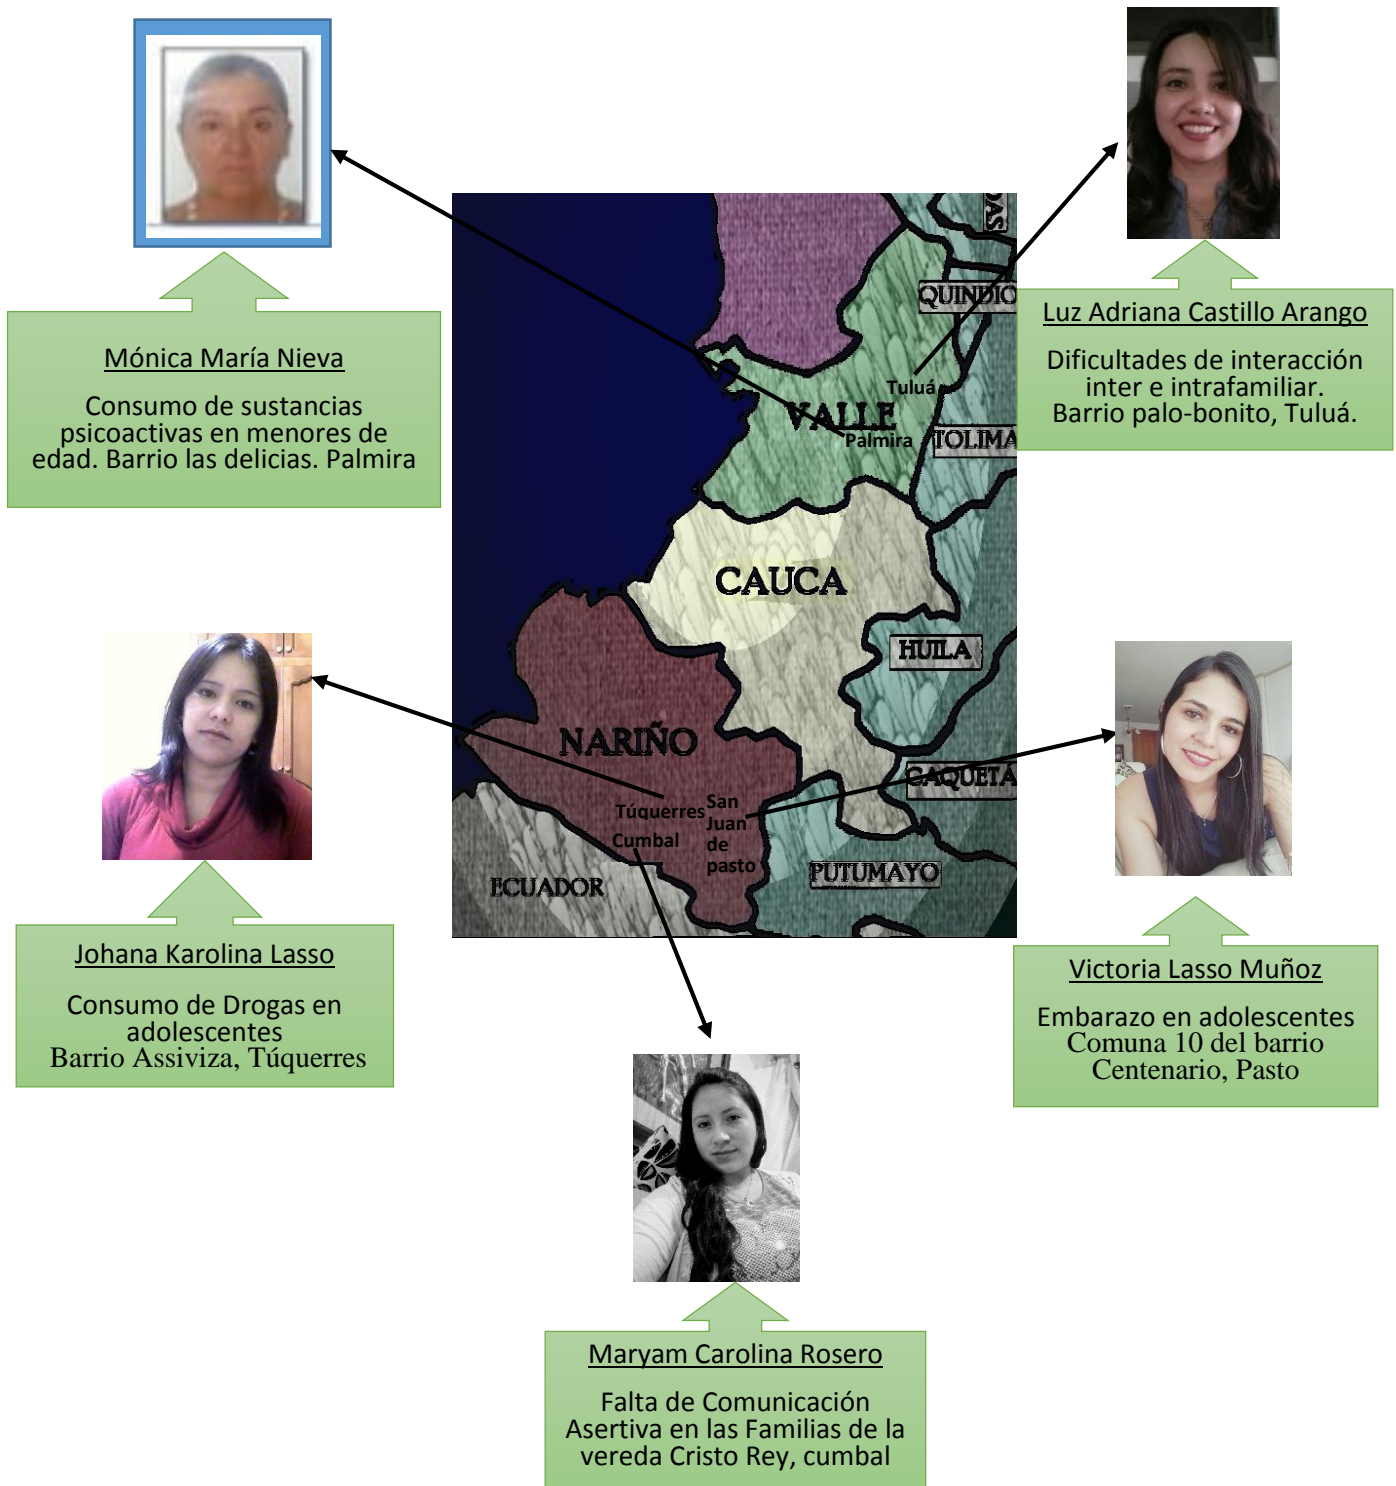 Mónica María Nieva
Consumo de sustancias
psicoactivas en menores de
edad. Barrio las delicias. Palmira
Luz Adriana Castillo Arango
Dificultades de interacción
inter e intrafamiliar.
Barrio palo-bonito, Tuluá.
DAS
QUINDIO
Tuluá
VALLE
Palmira
TOLIMA
CAUCA
HUILA
NARIÑO
CAQUETA
Túquerres
San
Juan
de
pasto
Cumbal
ECUADOR
PUTUMAYO
Johana Karolina Lasso
Consumo de Drogas en
adolescentes
Barrio Assiviza, Túquerres
Victoria Lasso Muñoz
Embarazo en adolescentes
Comuna 10 del barrio
Centenario, Pasto
Maryam Carolina Rosero
Falta de Comunicación
Asertiva en las Familias de la
vereda Cristo Rey, cumbal